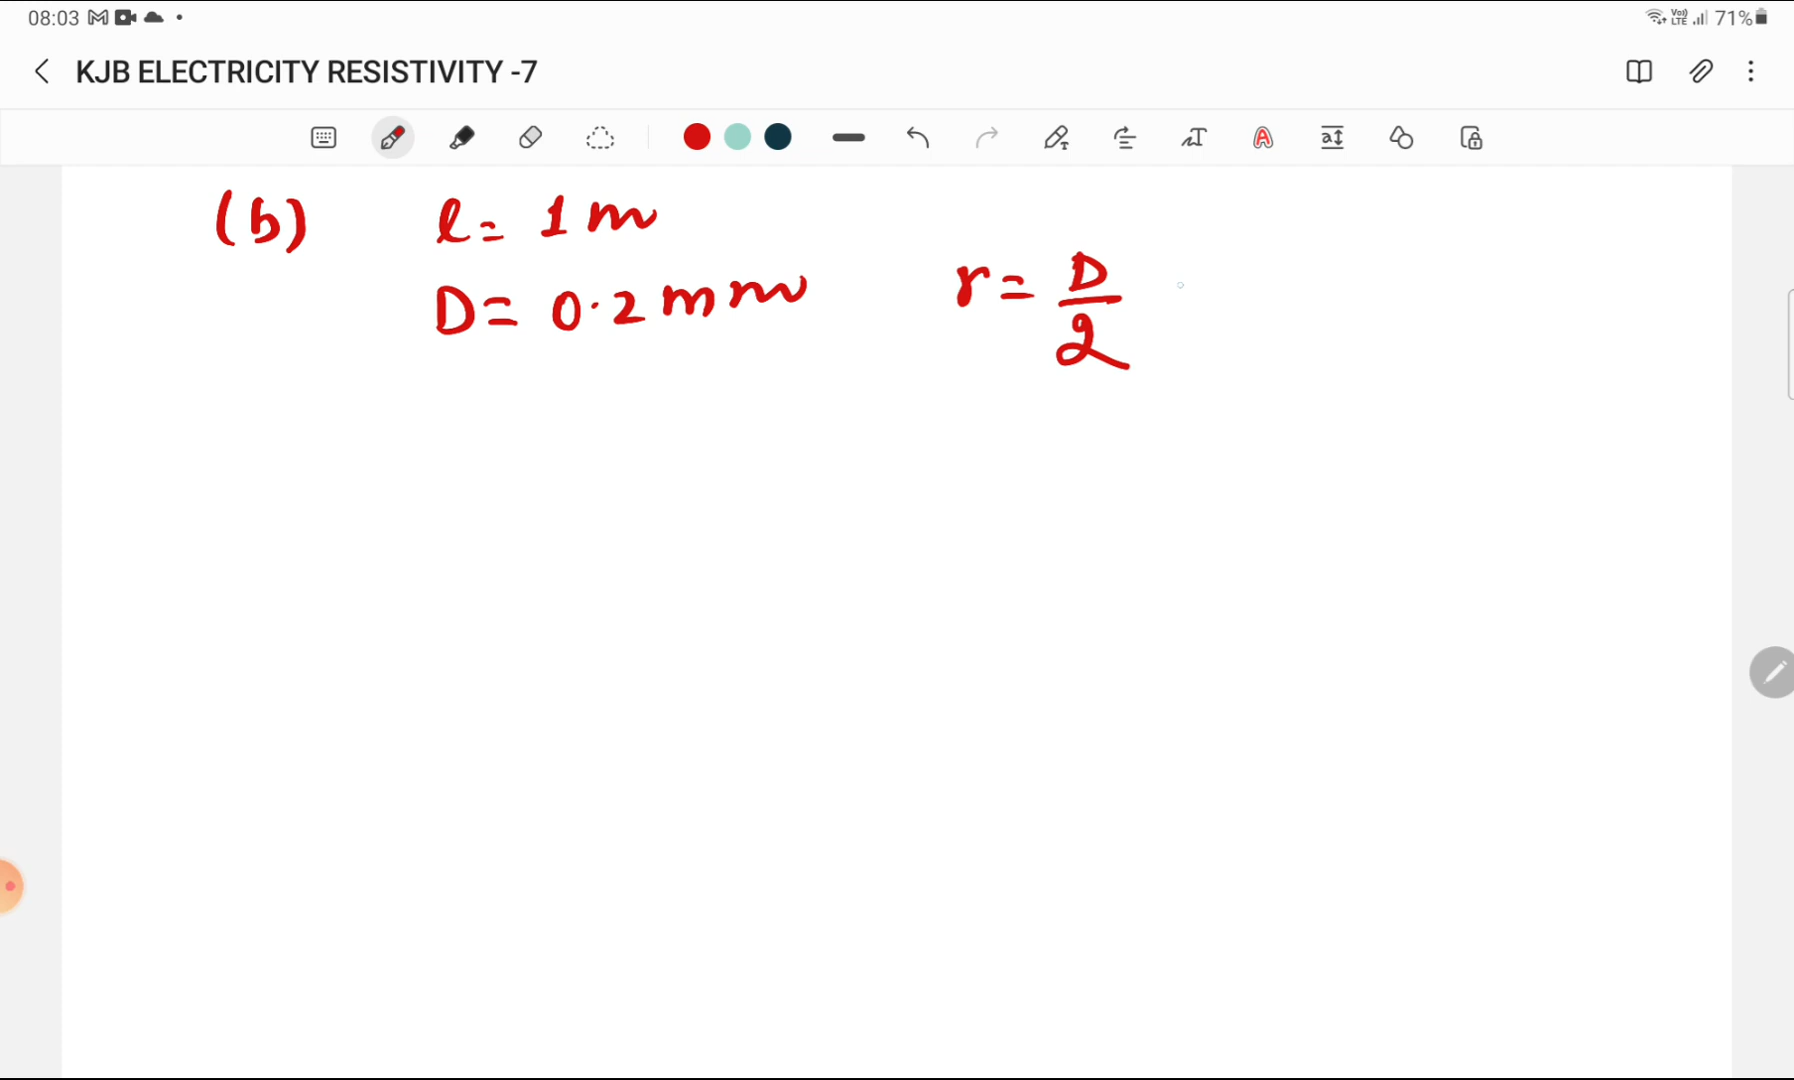 08:03 71%
KJB ELECTRICITY RESISTIVITY -7
(b) l = 1 m
D = 0.2 mm r = D/2